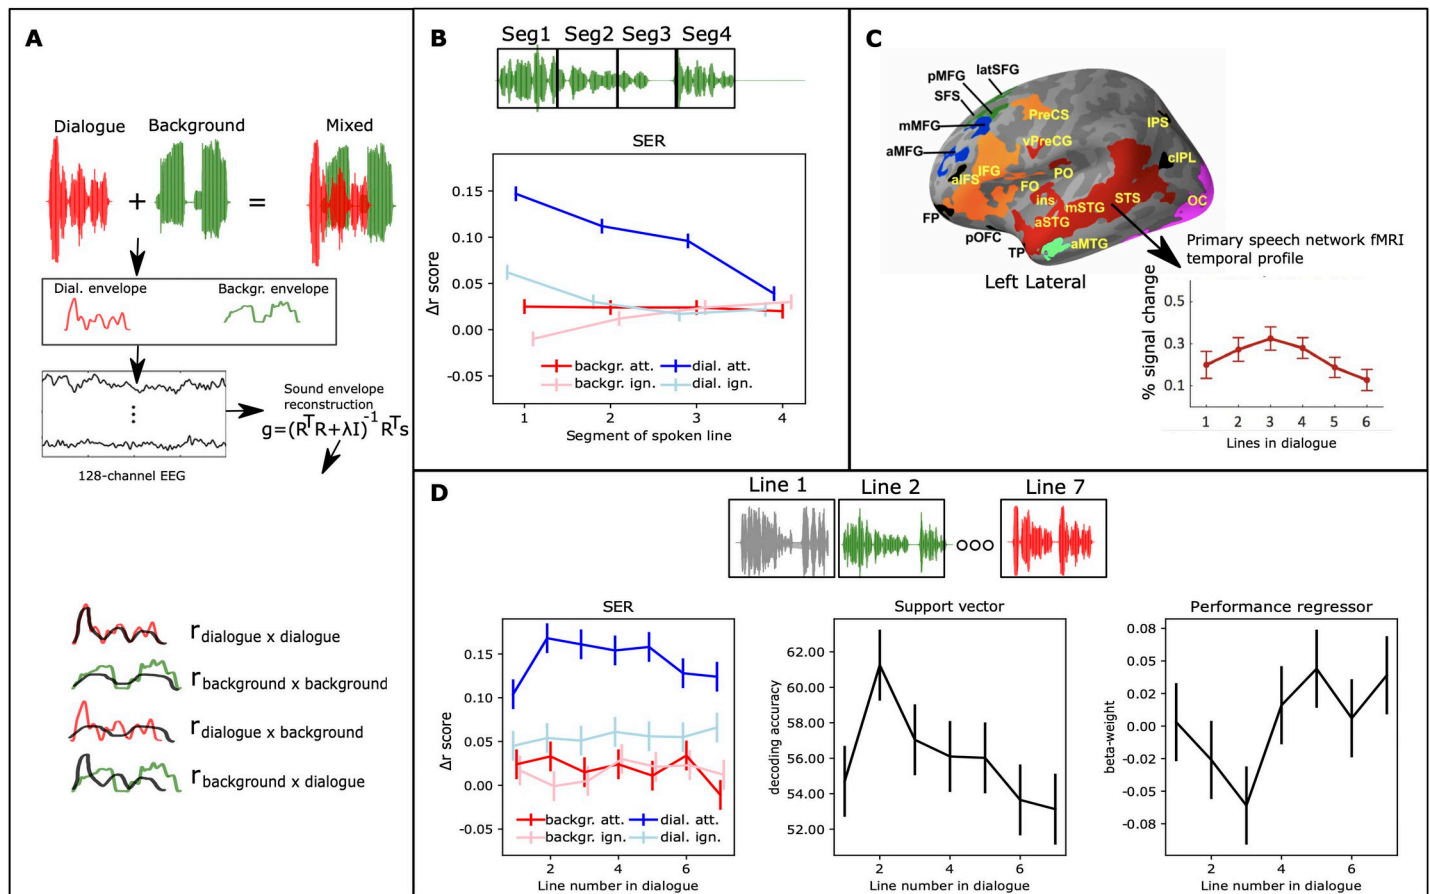 A
Dialogue
Background
Mixed
+
=
Dial. envelope
Backgr. envelope
Sound envelope
reconstruction
g=(RᵀR+λI)⁻¹Rᵀs
128-channel EEG
r dialogue x dialogue
r background x background
r dialogue x background
r background x dialogue
B
Seg1 Seg2 Seg3 Seg4
SER
0.15
0.10
0.05
0.00
-0.05
Δr score
backgr. att.
dial. att.
backgr. ign.
dial. ign.
1 2 3 4
Segment of spoken line
C
latSFG
pMFG
SFS
mMFG
aMFG
PreCS
vPreCG
IPS
cIPL
IFG
aIFS
PO
FO
ins
mSTG
STS
OC
aSTG
FP
pOFC
TP
aMTG
Left Lateral
Primary speech network fMRI
temporal profile
% signal change
0.5
0.3
0.1
1 2 3 4 5 6
Lines in dialogue
D
Line 1
Line 2
Line 7
SER
0.15
0.10
0.05
0.00
-0.05
Δr score
backgr. att.
dial. att.
backgr. ign.
dial. ign.
2 4 6
Line number in dialogue
Support vector
62.00
60.00
58.00
56.00
54.00
52.00
decoding accuracy
2 4 6
Line number in dialogue
Performance regressor
0.08
0.05
0.02
0.00
-0.02
-0.05
-0.08
beta-weight
2 4 6
Line number in dialogue